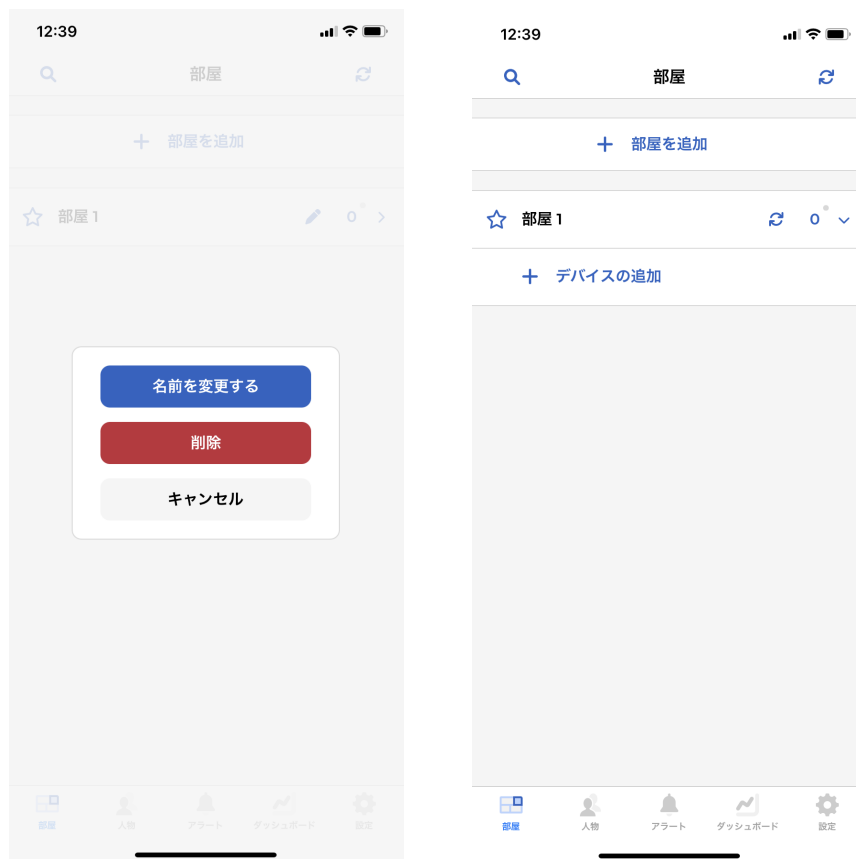 12:39
部屋
部屋を追加
部屋 1
0
名前を変更する
削除
キャンセル
部屋
人物
アラート
ダッシュボード
設定
12:39
部屋
部屋を追加
部屋 1
0
デバイスの追加
部屋
人物
アラート
ダッシュボード
設定